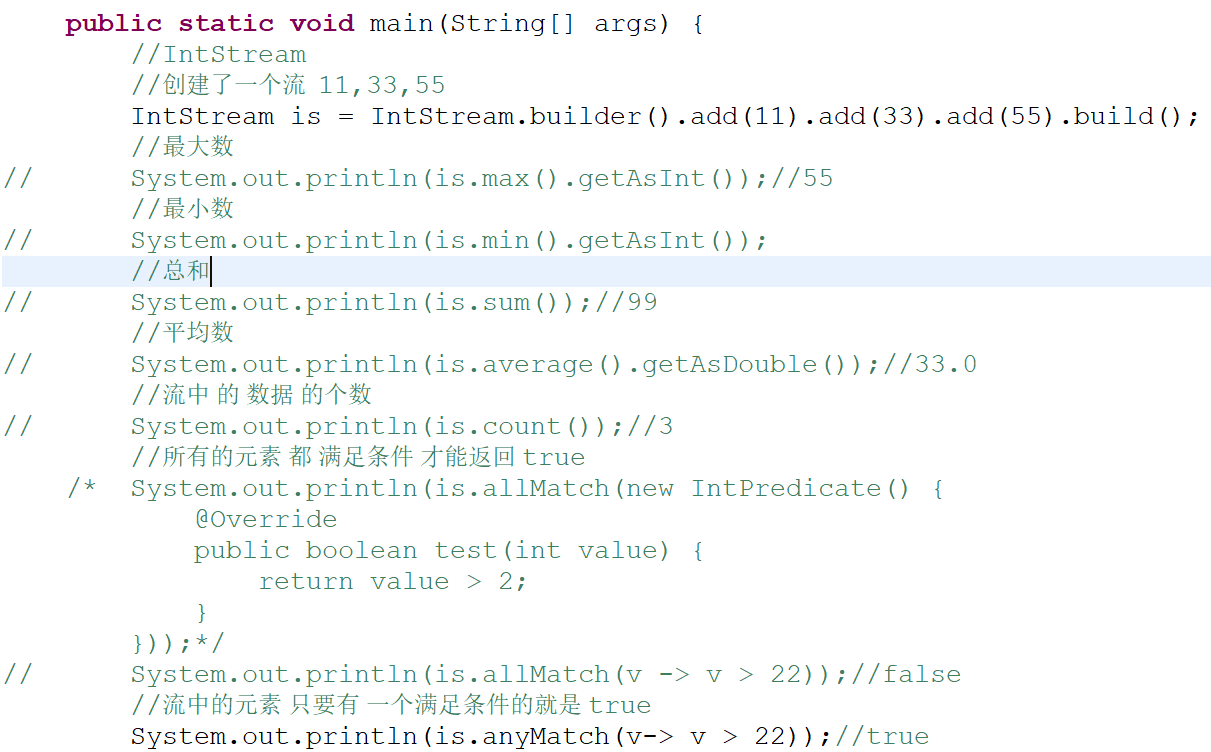 public static void main(String[] args) {
//IntStream
//创建了一个流 11,33,55
IntStream is = IntStream.builder().add(11).add(33).add(55).build();
//最大数
// System.out.println(is.max().getAsInt());//55
//最小数
// System.out.println(is.min().getAsInt());
//总和
// System.out.println(is.sum());//99
//平均数
// System.out.println(is.average().getAsDouble());//33.0
//流中 的 数据 的个数
// System.out.println(is.count());//3
//所有的元素 都 满足条件 才能返回 true
/* System.out.println(is.allMatch(new IntPredicate() {
@Override
public boolean test(int value) {
return value > 2;
}
}));*/
// System.out.println(is.allMatch(v -> v > 22));//false
//流中的元素 只要有 一个满足条件的就是 true
System.out.println(is.anyMatch(v-> v > 22));//true